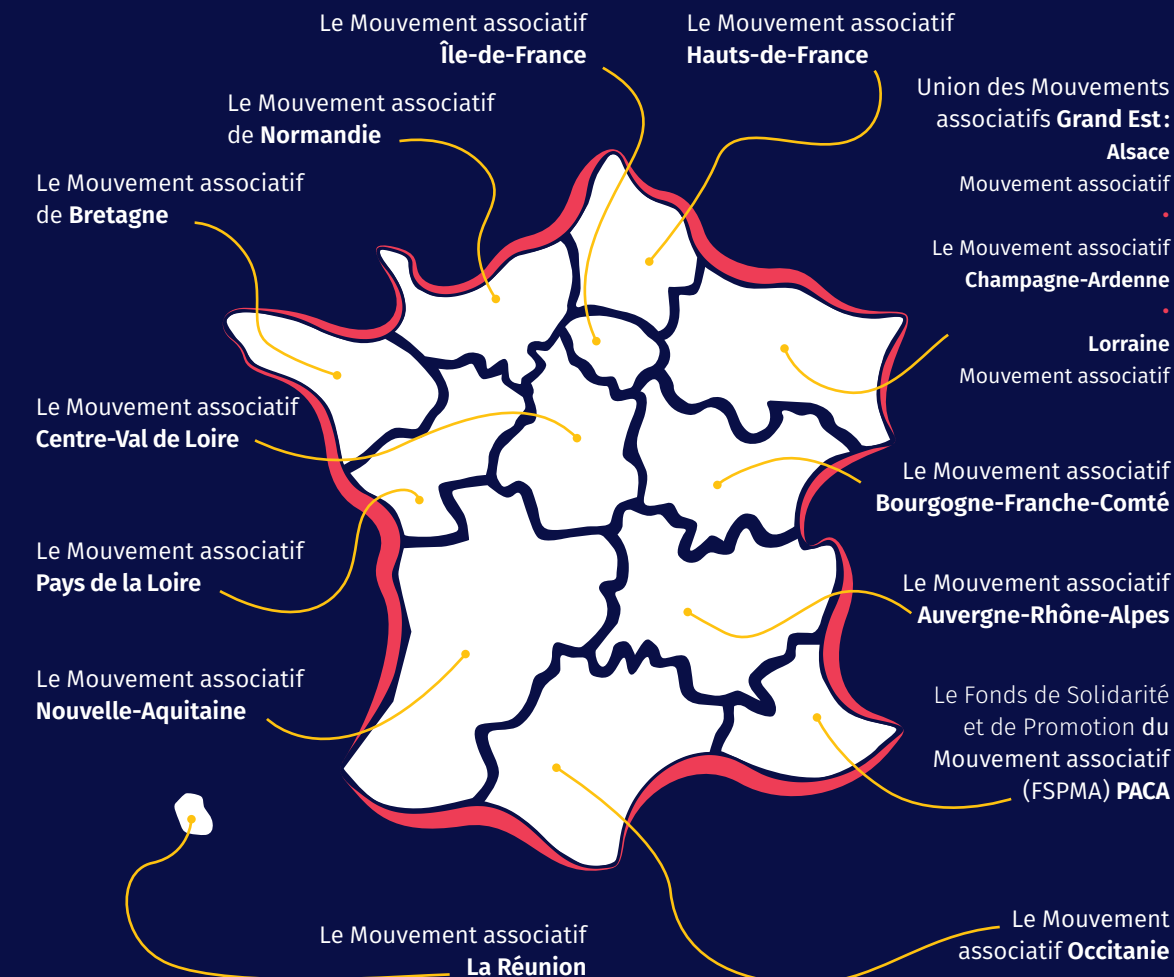 Le Mouvement associatif
Île-de-France
Le Mouvement associatif
Hauts-de-France
Union des Mouvements
associatifs Grand Est :
Alsace
Mouvement associatif
•
Le Mouvement associatif
Champagne-Ardenne
•
Lorraine
Mouvement associatif
Le Mouvement associatif
de Normandie
Le Mouvement associatif
de Bretagne
Le Mouvement associatif
Centre-Val de Loire
Le Mouvement associatif
Bourgogne-Franche-Comté
Le Mouvement associatif
Pays de la Loire
Le Mouvement associatif
Auvergne-Rhône-Alpes
Le Mouvement associatif
Nouvelle-Aquitaine
Le Fonds de Solidarité
et de Promotion du
Mouvement associatif
(FSPMA) PACA
Le Mouvement associatif
La Réunion
Le Mouvement
associatif Occitanie